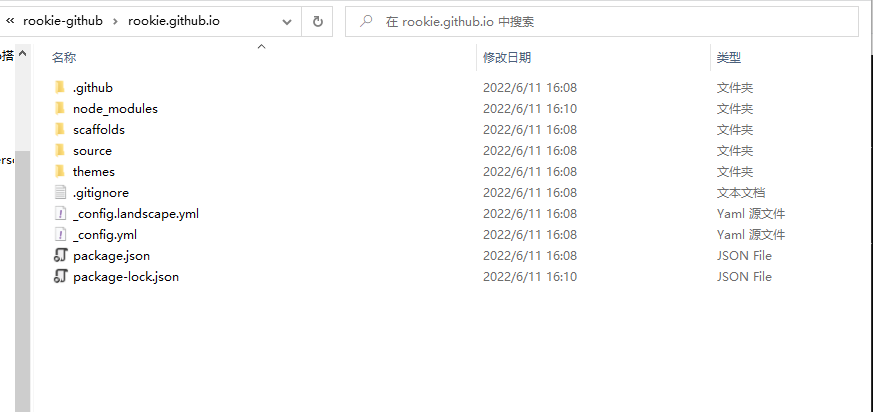 « rookie-github › rookie.github.io 在 rookie.github.io 中搜索
名称 修改日期 类型
.github 2022/6/11 16:08 文件夹
node_modules 2022/6/11 16:10 文件夹
scaffolds 2022/6/11 16:08 文件夹
source 2022/6/11 16:08 文件夹
themes 2022/6/11 16:08 文件夹
.gitignore 2022/6/11 16:08 文本文档
_config.landscape.yml 2022/6/11 16:08 Yaml 源文件
_config.yml 2022/6/11 16:08 Yaml 源文件
package.json 2022/6/11 16:08 JSON File
package-lock.json 2022/6/11 16:10 JSON File